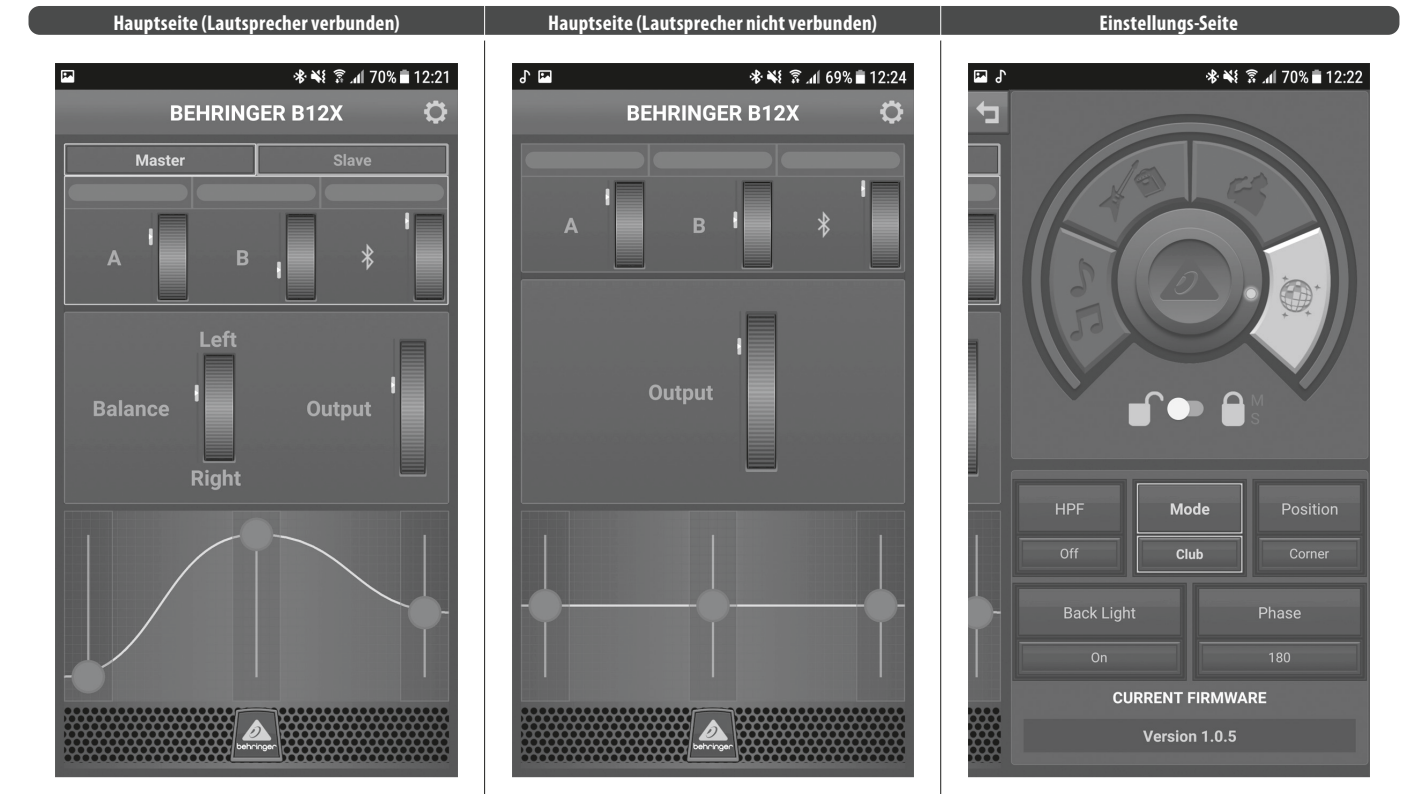 Hauptseite (Lautsprecher verbunden)
Hauptseite (Lautsprecher nicht verbunden)
Einstellungs-Seite
70% 12:21
BEHRINGER B12X
Master Slave
A B
Left
Balance Output
Right
behringer
69% 12:24
BEHRINGER B12X
A B
Output
behringer
70% 12:22
M
S
HPF Mode Position
Off Club Corner
Back Light Phase
On 180
CURRENT FIRMWARE
Version 1.0.5